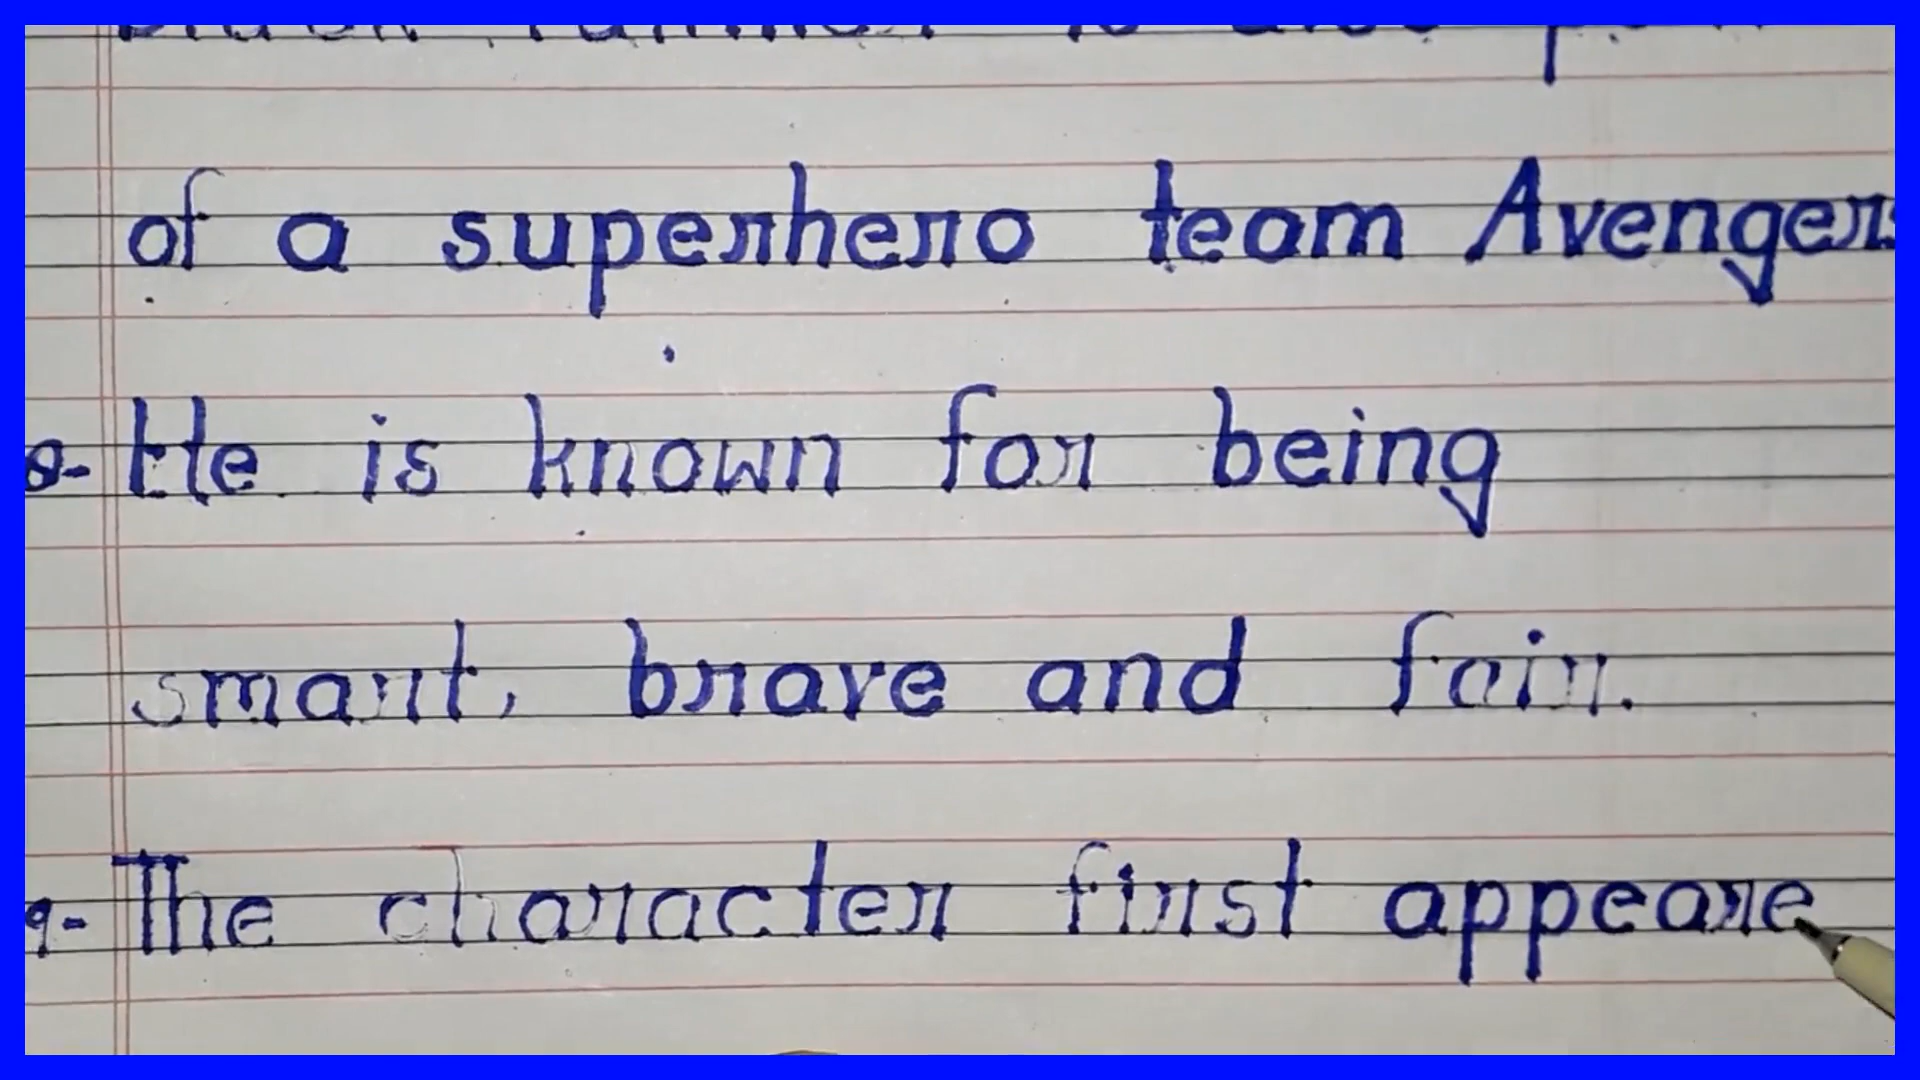 of a superhero team Avengers
8- He is known for being
smart, brave and fair.
9- The character first appeare